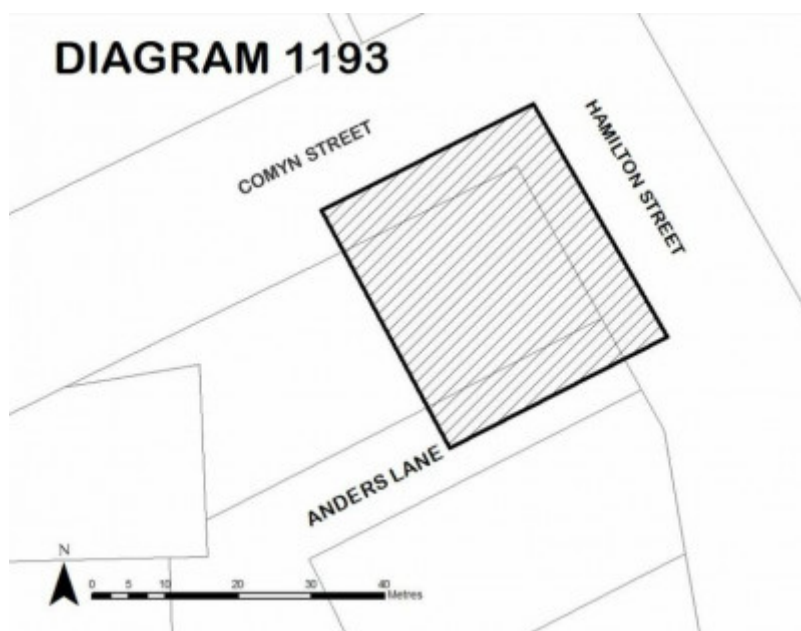 DIAGRAM 1193
COMYN STREET
HAMILTON STREET
ANDERS LANE
N
0 5 10 20 30 40
Metres